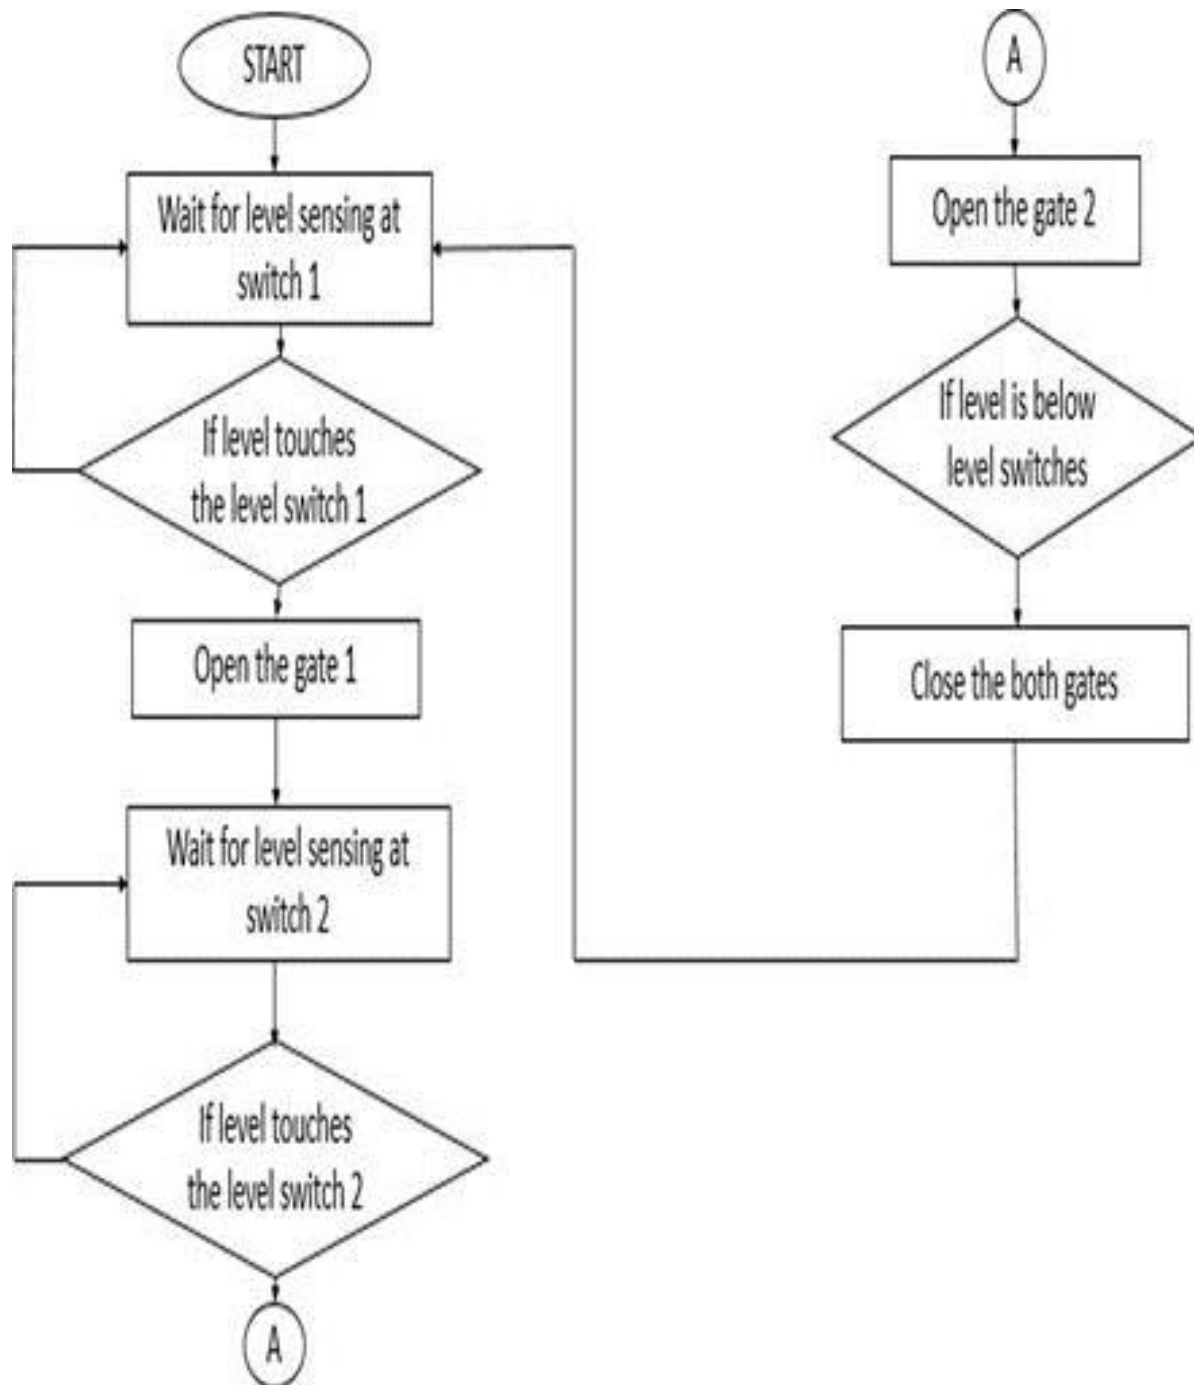 START
Wait for level sensing at
switch 1
If level touches
the level switch 1
Open the gate 1
Wait for level sensing at
switch 2
If level touches
the level switch 2
A
A
Open the gate 2
If level is below
level switches
Close the both gates